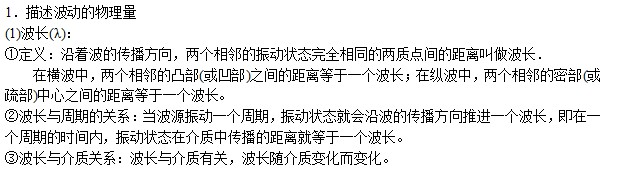 1．描述波动的物理量
(1)波长(λ)：
①定义：沿着波的传播方向，两个相邻的振动状态完全相同的两质点间的距离叫做波长．
在横波中，两个相邻的凸部(或凹部)之间的距离等于一个波长；在纵波中，两个相邻的密部(或
疏部)中心之间的距离等于一个波长。
②波长与周期的关系：当波源振动一个周期，振动状态就会沿波的传播方向推进一个波长，即在一
个周期的时间内，振动状态在介质中传播的距离就等于一个波长。
③波长与介质关系：波长与介质有关，波长随介质变化而变化。